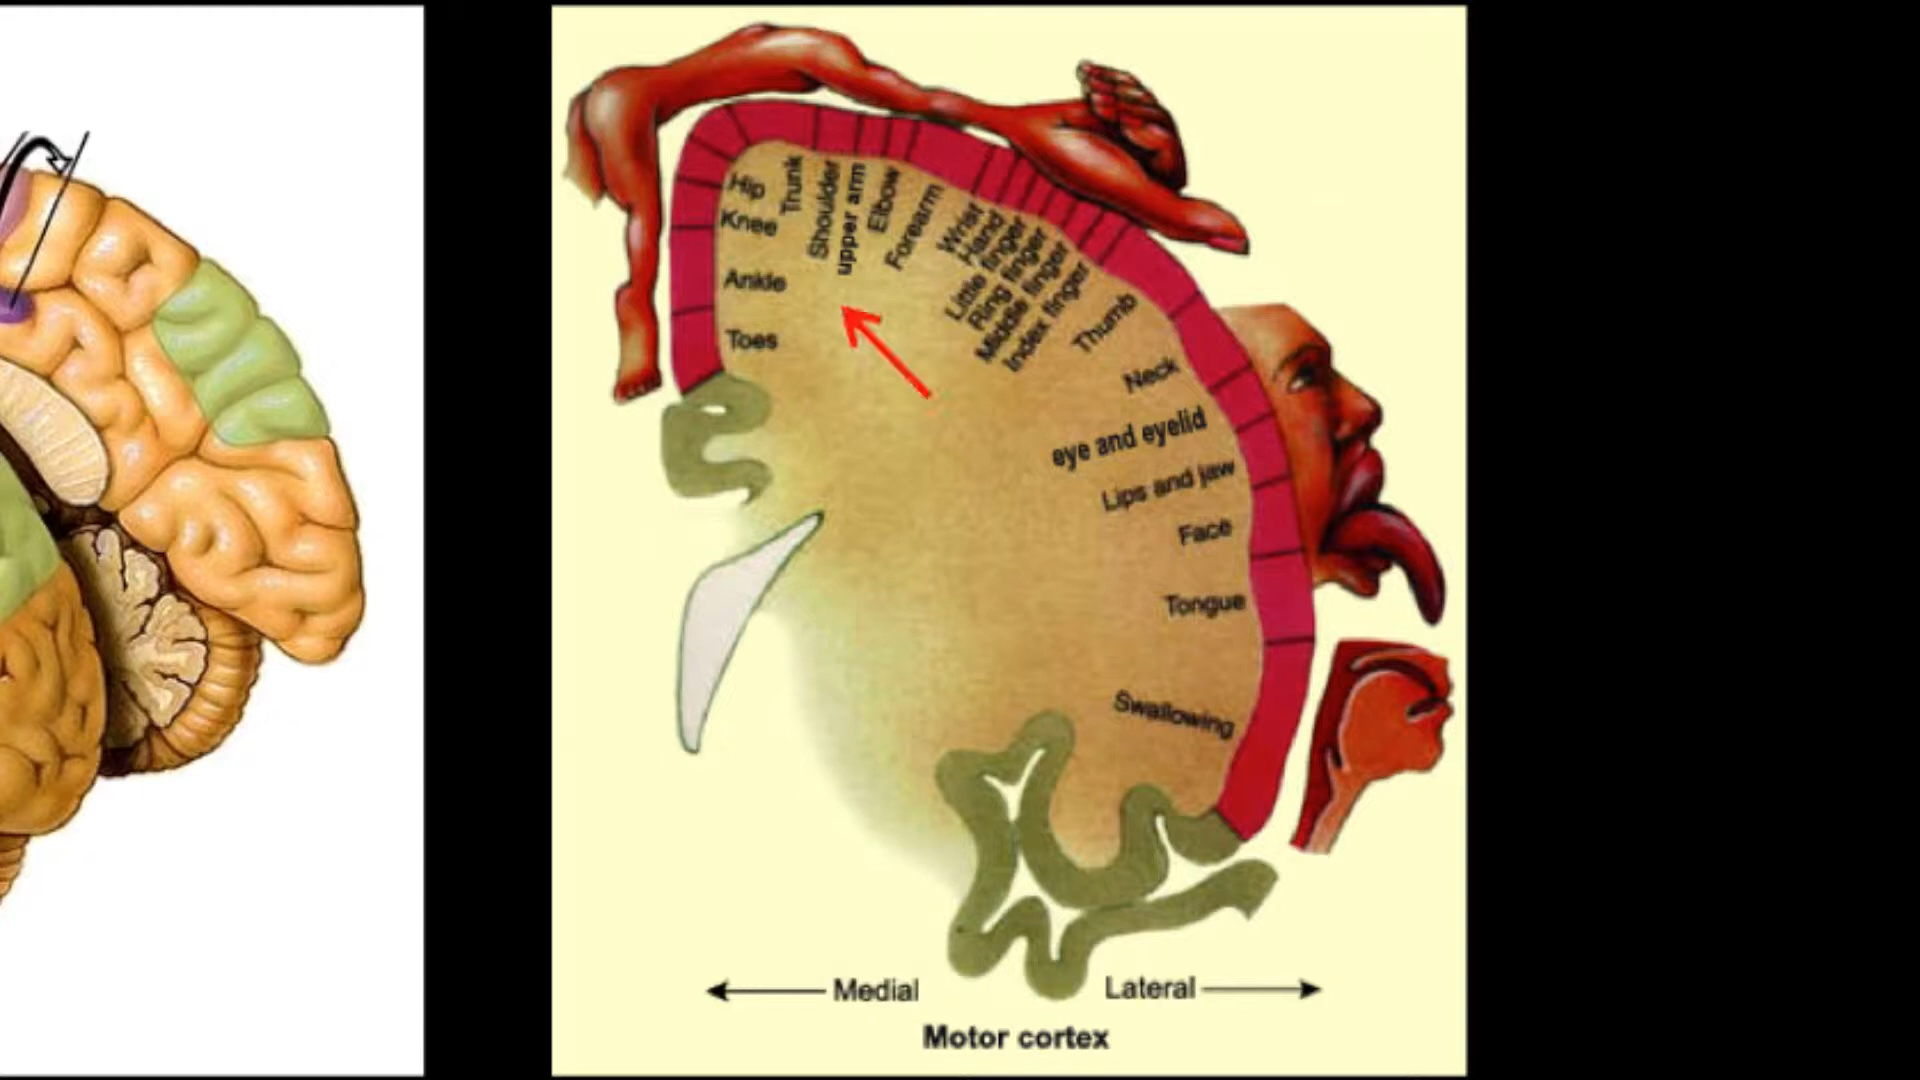 Hip
Trunk
Shoulder
upper arm
Elbow
Forearm
Wrist
Hand
Little finger
Ring finger
Middle finger
Index finger
Thumb
Knee
Ankle
Toes
Neck
eye and eyelid
Lips and jaw
Face
Tongue
Swallowing
Medial
Lateral
Motor cortex